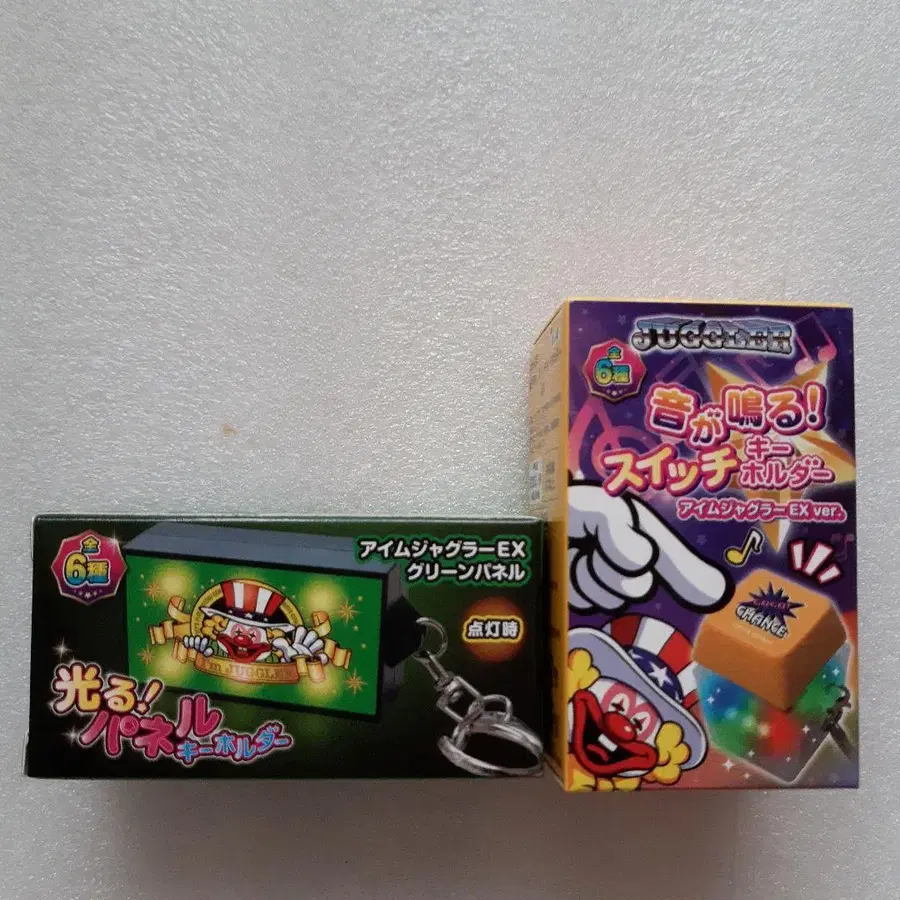 全
6種
アイムジャグラーEX
グリーンパネル
点灯時
I'm JUGGLER
光る!
パネル
キーホルダー
JUGGLER
全
6種
音が鳴る!
スイッチキーホルダー
アイムジャグラーEX ver.
GOGO!
CHANCE